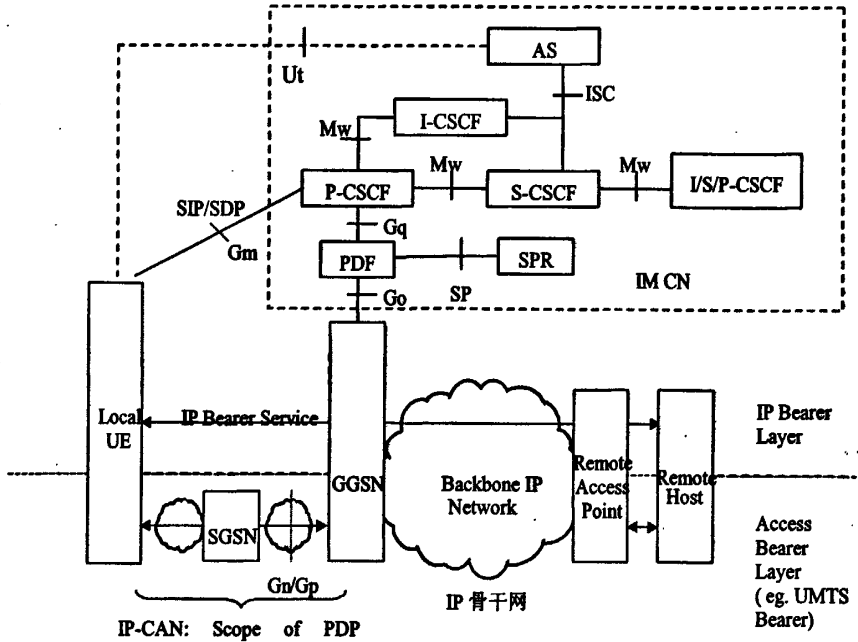 AS
Ut
ISC
I-CSCF
Mw
Mw
Mw
P-CSCF
S-CSCF
I/S/P-CSCF
SIP/SDP
Gm
Gq
PDF
SPR
SP
IM CN
Go
Local
UE
IP Bearer Service
IP Bearer
Layer
GGSN
Backbone IP
Network
Remote
Access
Point
Remote
Host
SGSN
Access
Bearer
Layer
( eg. UMTS
Bearer)
Gn/Gp
IP 骨干网
IP-CAN: Scope of PDP